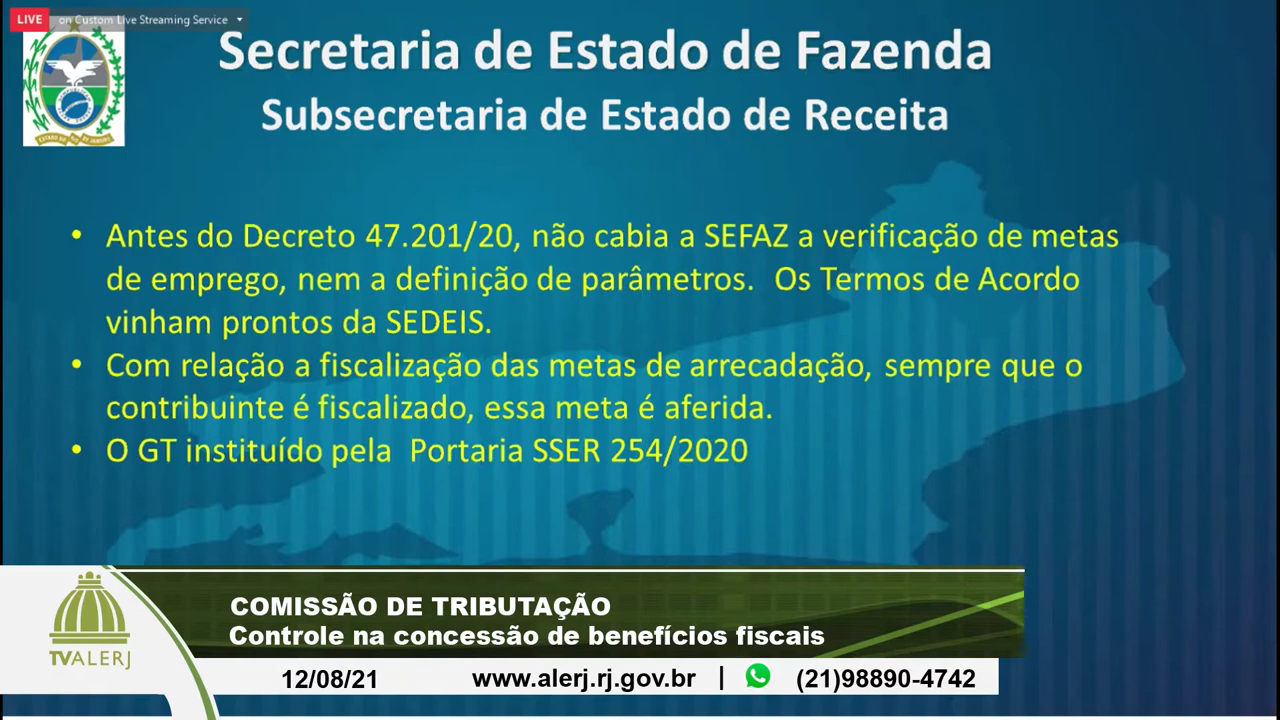 LIVE on Custom Live Streaming Service
Secretaria de Estado de Fazenda
Subsecretaria de Estado de Receita
• Antes do Decreto 47.201/20, não cabia a SEFAZ a verificação de metas
de emprego, nem a definição de parâmetros. Os Termos de Acordo
vinham prontos da SEDEIS.
• Com relação a fiscalização das metas de arrecadação, sempre que o
contribuinte é fiscalizado, essa meta é aferida.
• O GT instituído pela Portaria SSER 254/2020
COMISSÃO DE TRIBUTAÇÃO
Controle na concessão de benefícios fiscais
TVALERJ
12/08/21 www.alerj.rj.gov.br | (21)98890-4742